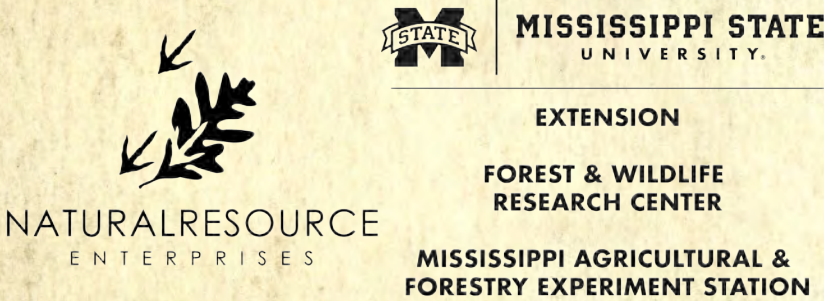 NATURALRESOURCE
ENTERPRISES
STATE
MISSISSIPPI STATE
UNIVERSITY®
EXTENSION
FOREST & WILDLIFE
RESEARCH CENTER
MISSISSIPPI AGRICULTURAL &
FORESTRY EXPERIMENT STATION